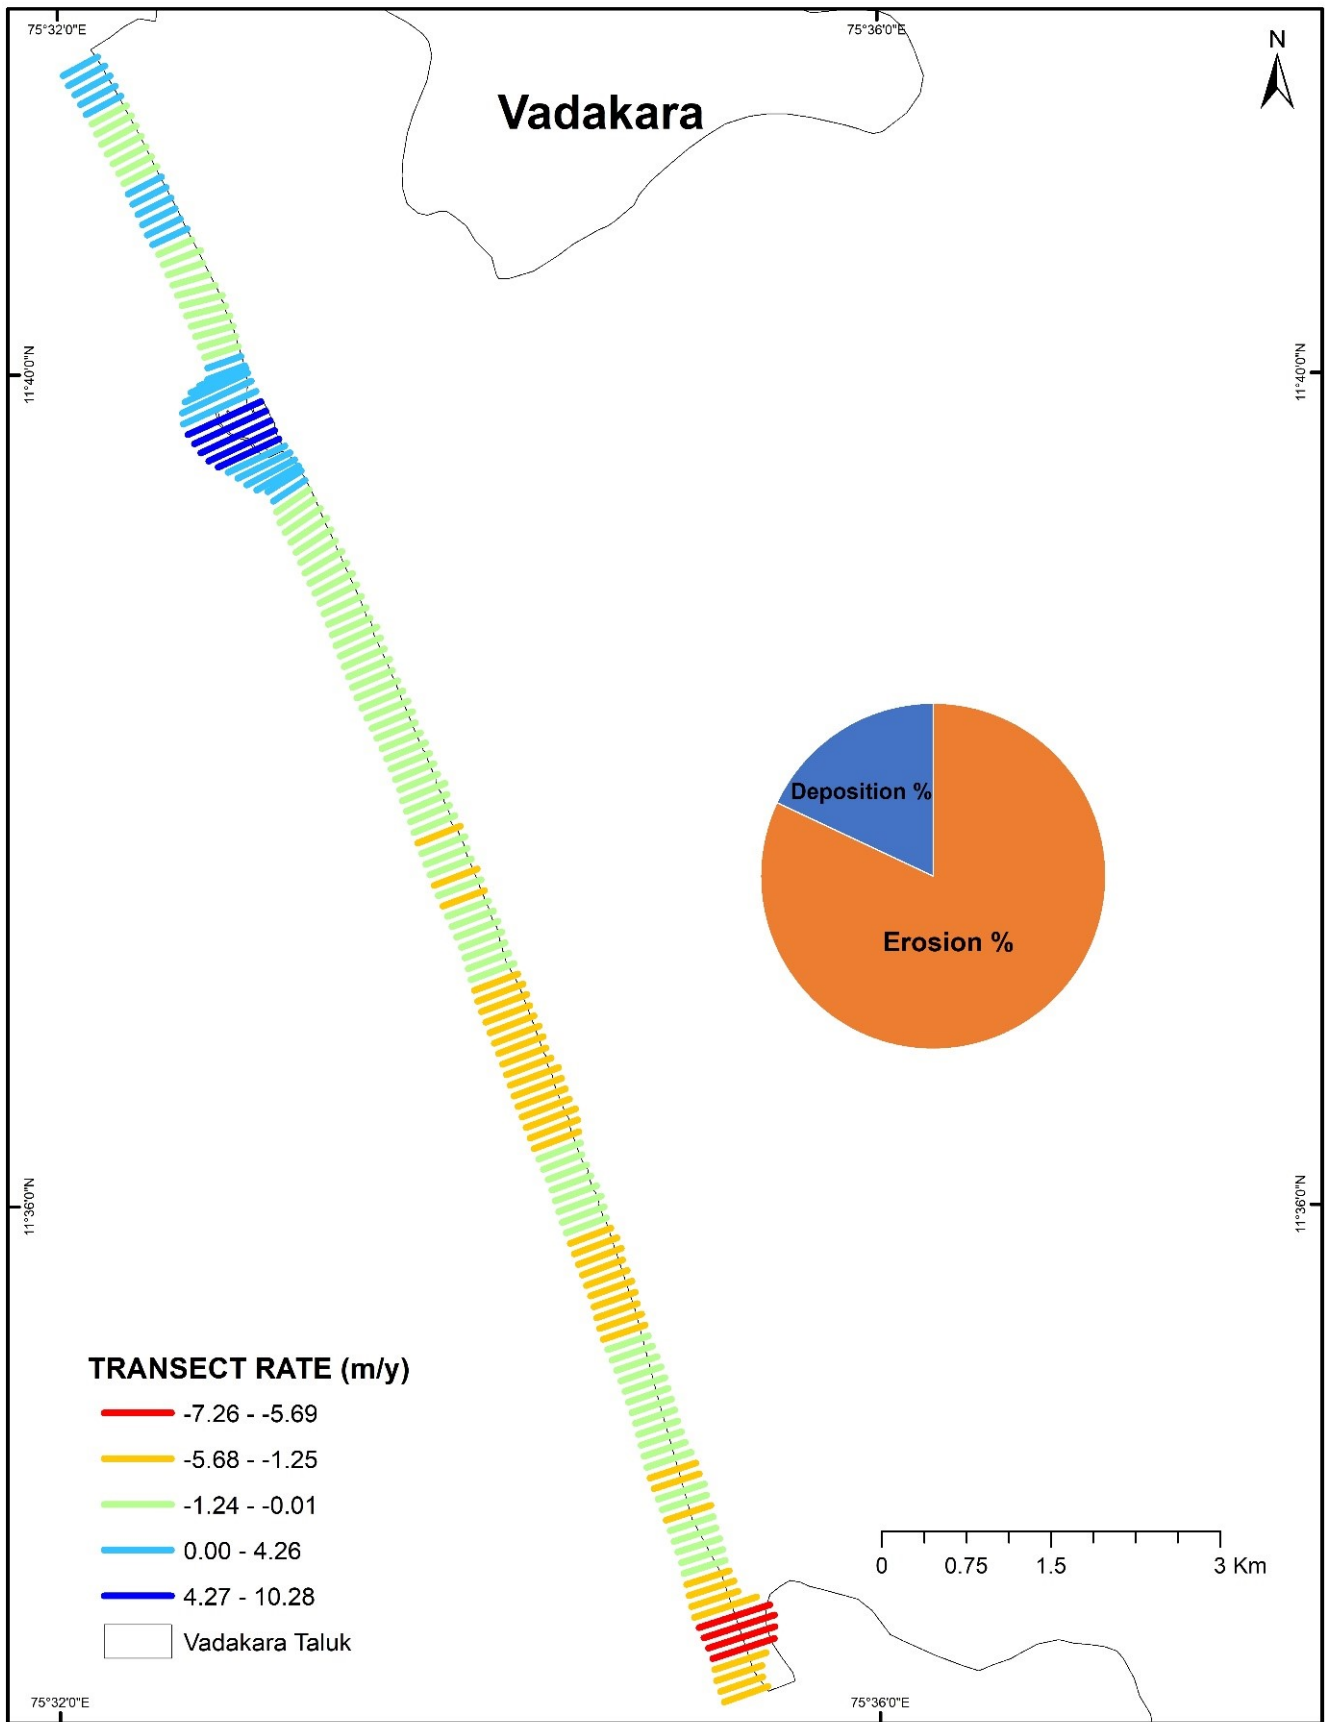 75°32'0"E
75°36'0"E
N
Vadakara
11°40'0"N
11°40'0"N
Deposition %
Erosion %
11°36'0"N
11°36'0"N
TRANSECT RATE (m/y)
-7.26 - -5.69
-5.68 - -1.25
-1.24 - -0.01
0.00 - 4.26
4.27 - 10.28
Vadakara Taluk
0 0.75 1.5 3 Km
75°32'0"E
75°36'0"E